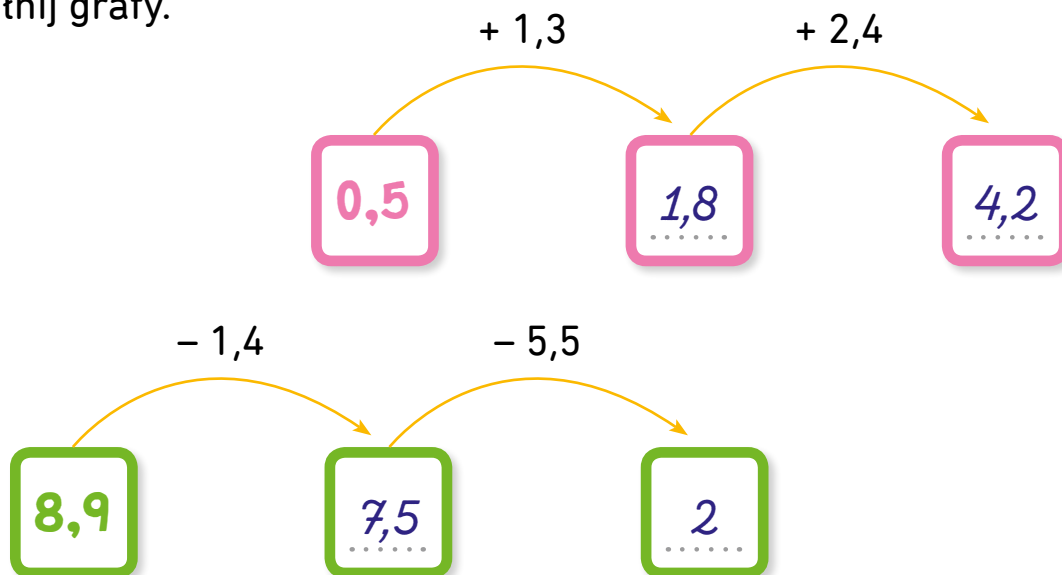 grafy.
+ 1,3 + 2,4
0,5 1,8 4,2
– 1,4 – 5,5
8,9 7,5 2